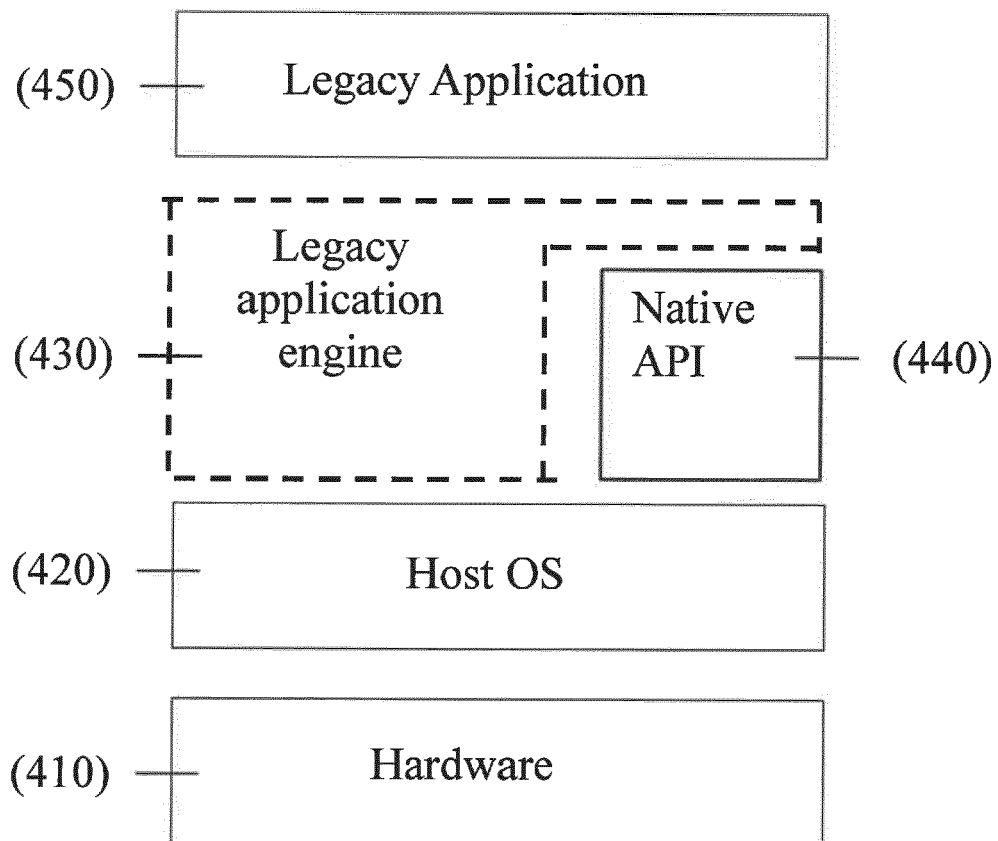 (450)
Legacy Application
Legacy
application
engine
(430)
Native
API
(440)
(420)
Host OS
(410)
Hardware